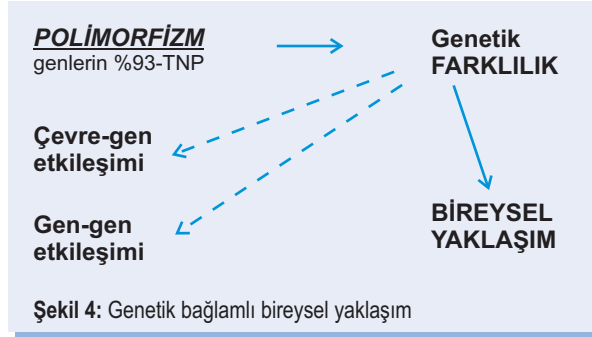 POLİMORFİZM
genlerin %93-TNP
Genetik
FARKLILIK
Çevre-gen
etkileşimi
Gen-gen
etkileşimi
BİREYSEL
YAKLAŞIM
Şekil 4: Genetik bağlamlı bireysel yaklaşım